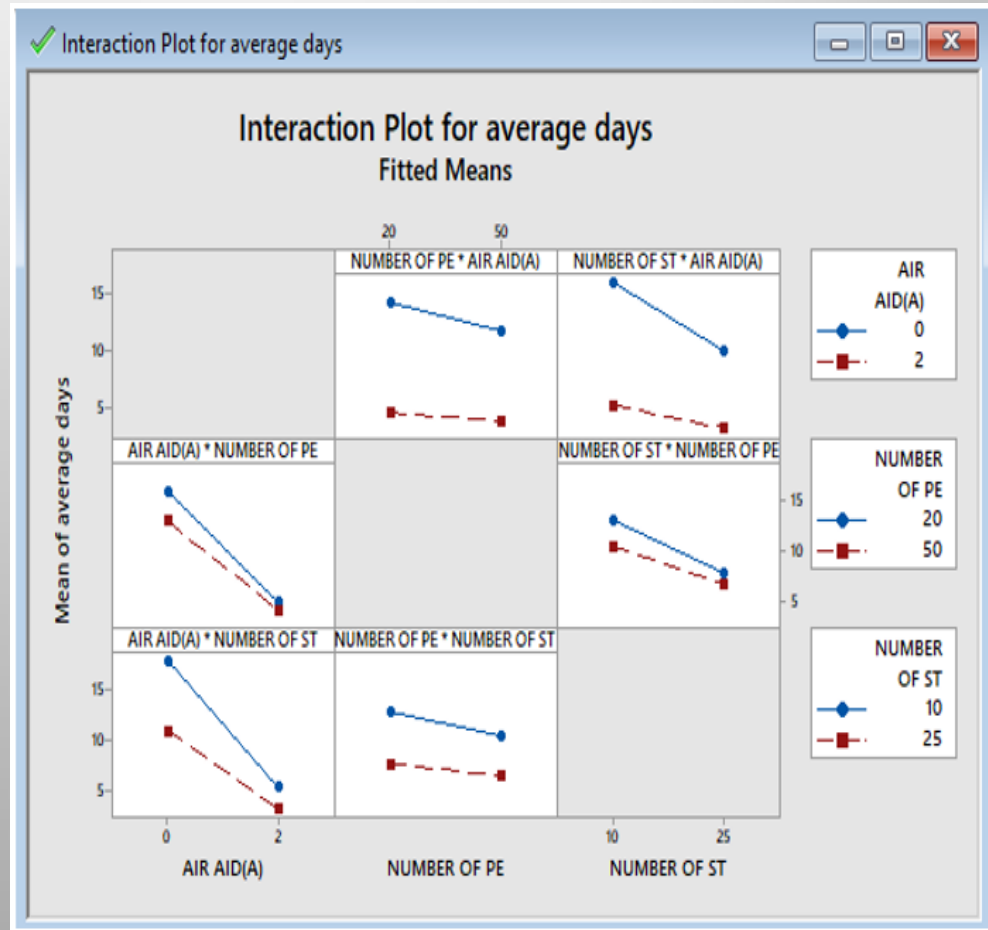 Interaction Plot for average days
Interaction Plot for average days
Fitted Means
20 50
NUMBER OF PE * AIR AID(A) NUMBER OF ST * AIR AID(A)
15
10
5
AIR
AID(A)
0
2
Mean of average days
AIR AID(A) * NUMBER OF PE NUMBER OF ST * NUMBER OF PE
15
10
5
NUMBER
OF PE
20
50
AIR AID(A) * NUMBER OF ST NUMBER OF PE * NUMBER OF ST
15
10
5
NUMBER
OF ST
10
25
0 2 10 25
AIR AID(A) NUMBER OF PE NUMBER OF ST